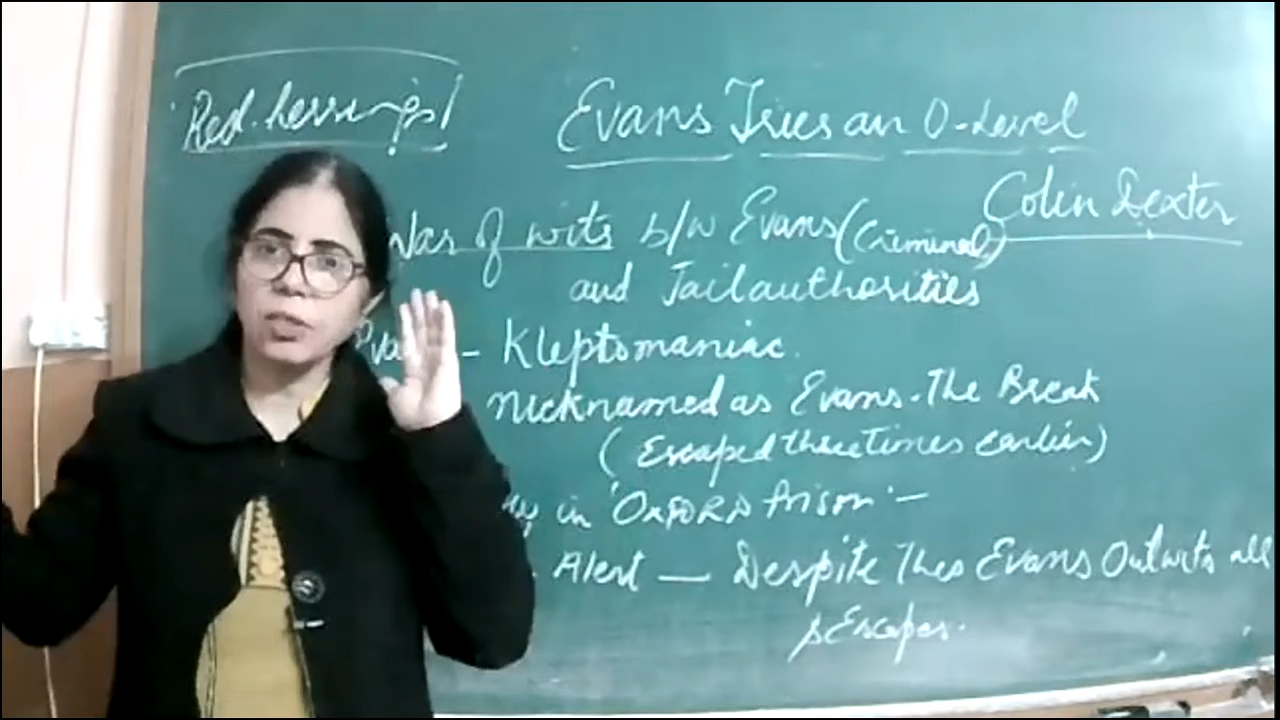 Red-herrings!
Evans Tries an O-Level
Colin Dexter
War of wits b/w Evans (Criminal)
and Jail authorities
– Kleptomaniac.
Nicknamed as Evans-The Break
(Escaped three times earlier)
in 'OXFORD Prison' –
Alert — Despite this Evans Outwits all
& Escapes.